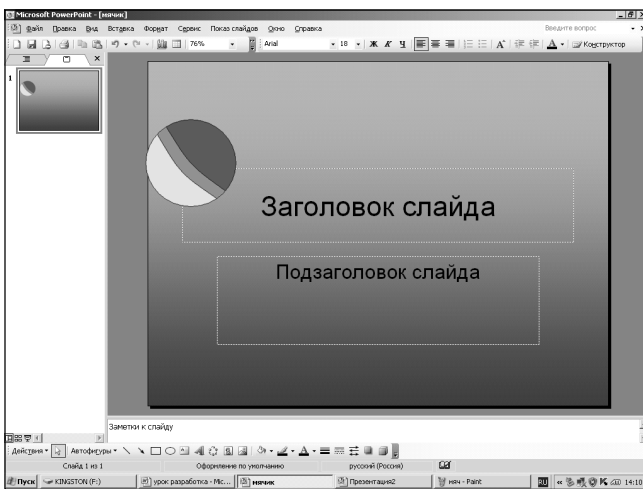 Microsoft PowerPoint - [мячик]
Файл Правка Вид Вставка Формат Сервис Показ слайдов Окно Справка Введите вопрос
76% Arial 18 Ж К Ч Конструктор
1
Заголовок слайда
Подзаголовок слайда
Заметки к слайду
Действия Автофигуры
Слайд 1 из 1 Оформление по умолчанию русский (Россия)
Пуск KINGSTON (F:) урок разработка - Mic... мячик Презентация2 мяч - Paint RU 14:10